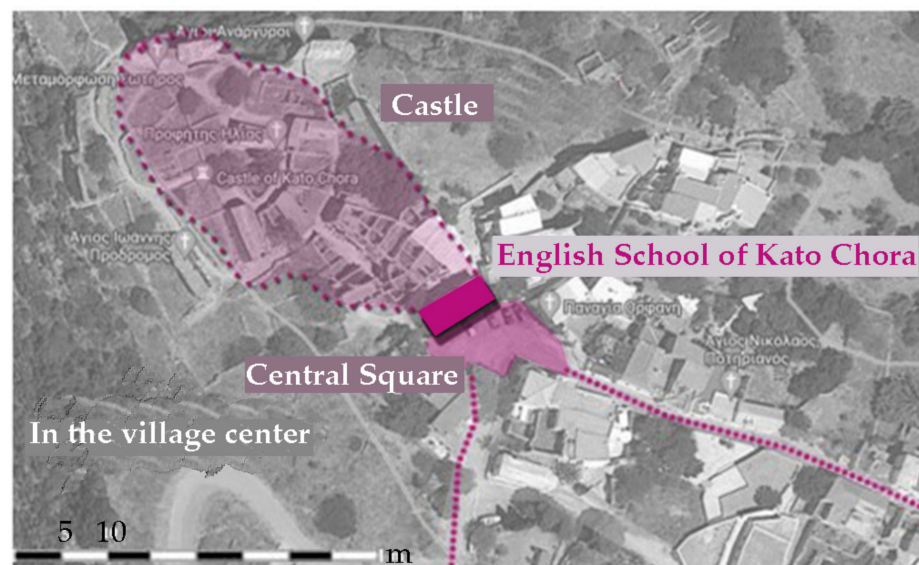 Άγιοι Ανάργυροι
Μεταμόρφωση Σωτήρος
Castle
Προφήτης Ηλίας
Castle of Kato Chora
Άγιος Ιωάννης
Πρόδρομος
English School of Kato Chora
Παναγία Ορφανή
Άγιος Νικόλαος
Ποτηριάνος
Central Square
In the village center
5 10
m